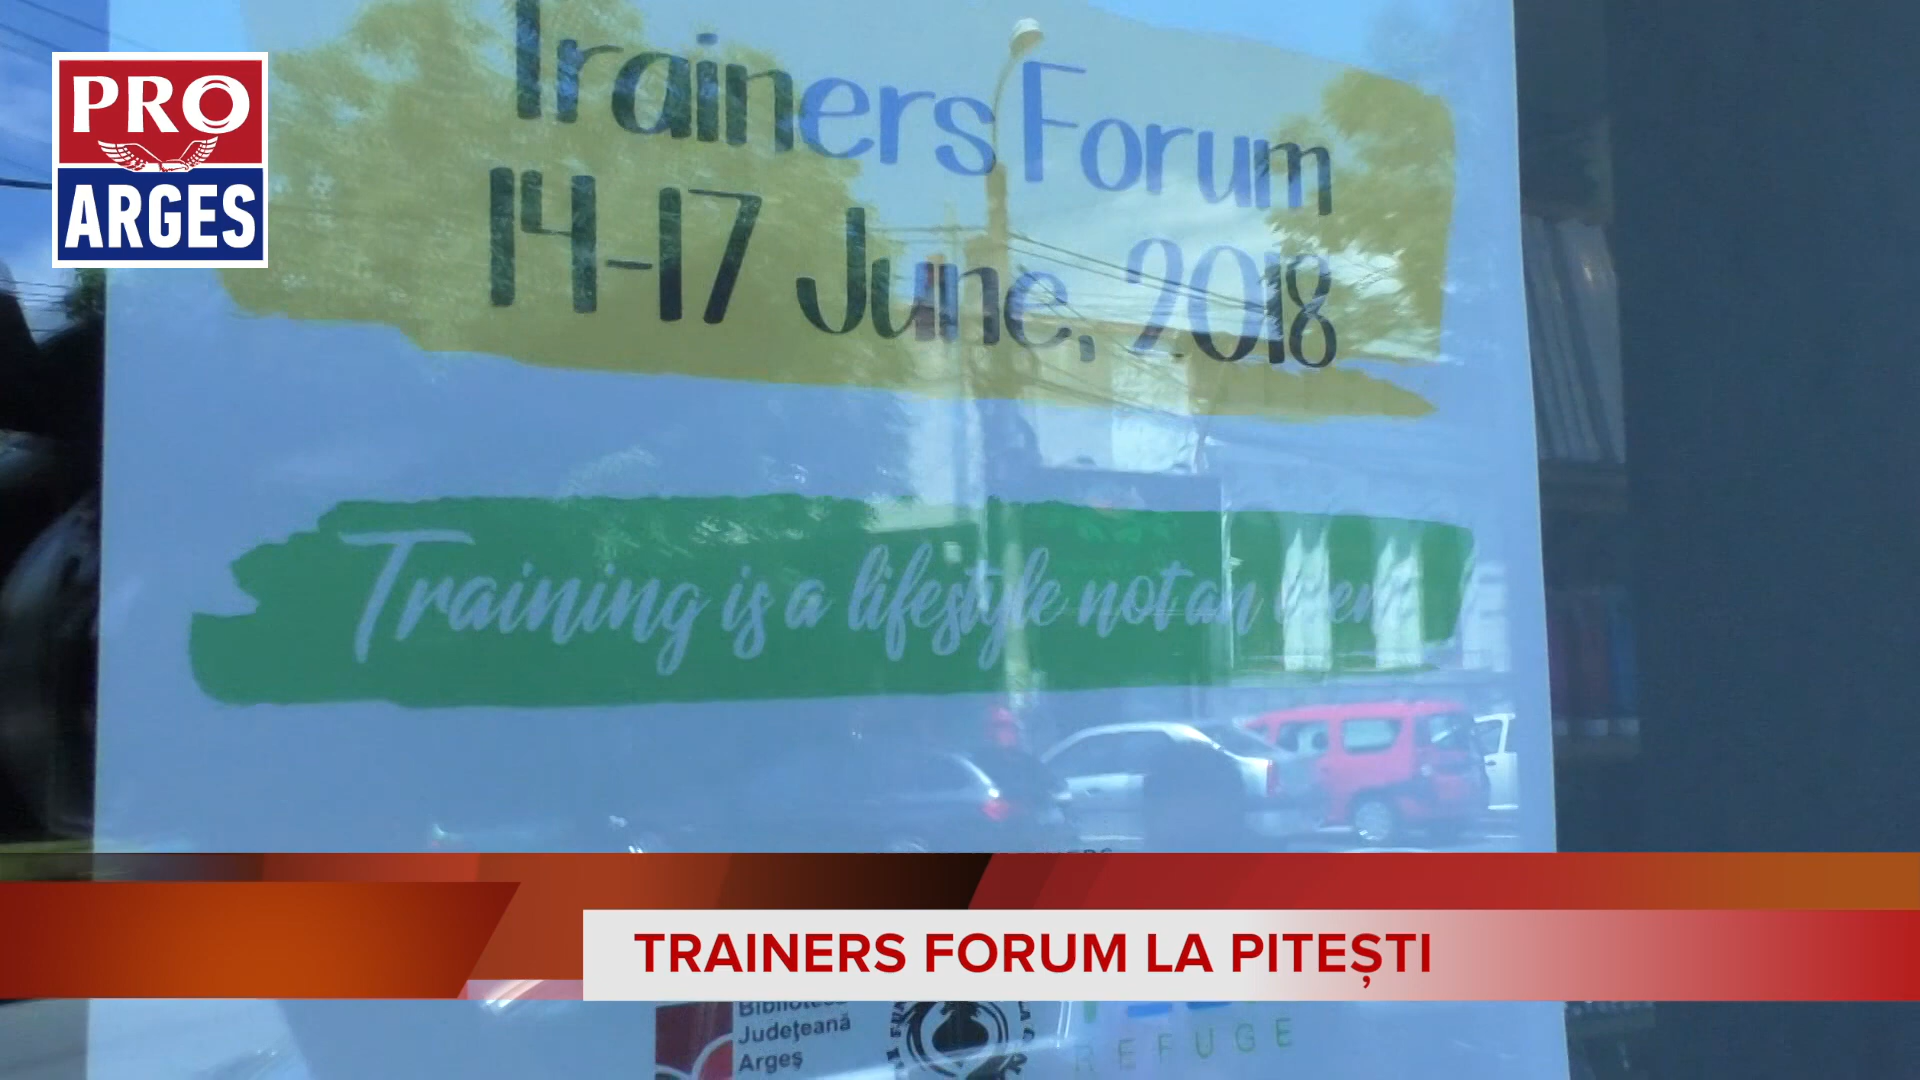 PRO
ARGES
Trainers Forum
14-17 June, 2018
Training is a lifestyle not an
TRAINERS FORUM LA PITEȘTI
Biblioteca
Județeană
Argeș
REFUGE